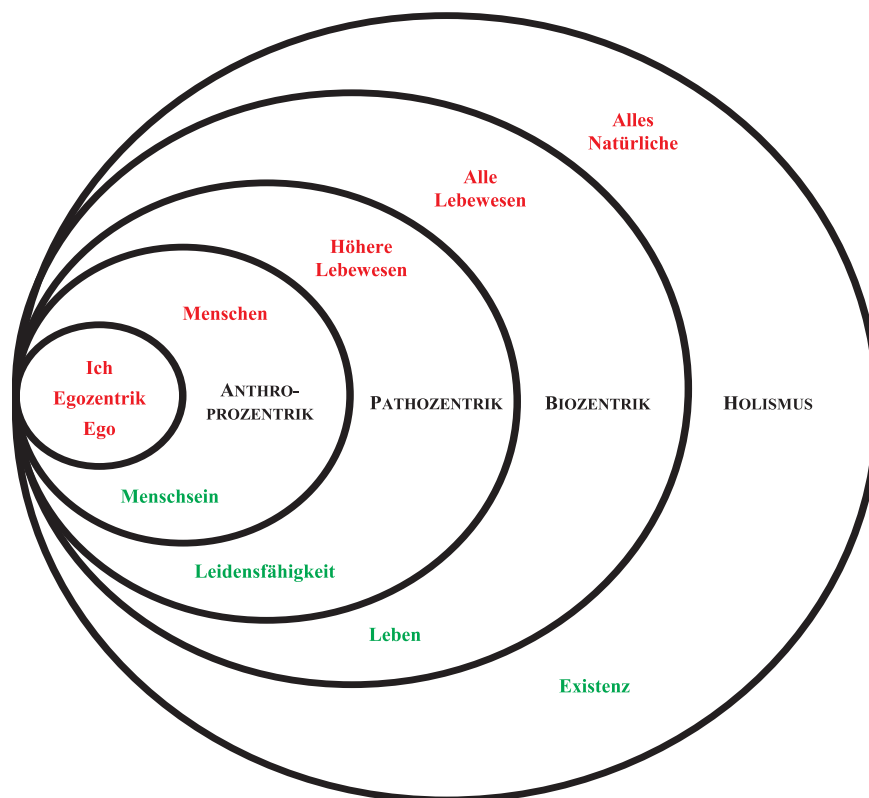 Alles
Natürliche
Alle
Lebewesen
Höhere
Lebewesen
Menschen
Ich
Egozentrik
Ego
ANTHRO-
PROZENTRIK
PATHOZENTRIK
BIOZENTRIK
HOLISMUS
Menschsein
Leidensfähigkeit
Leben
Existenz